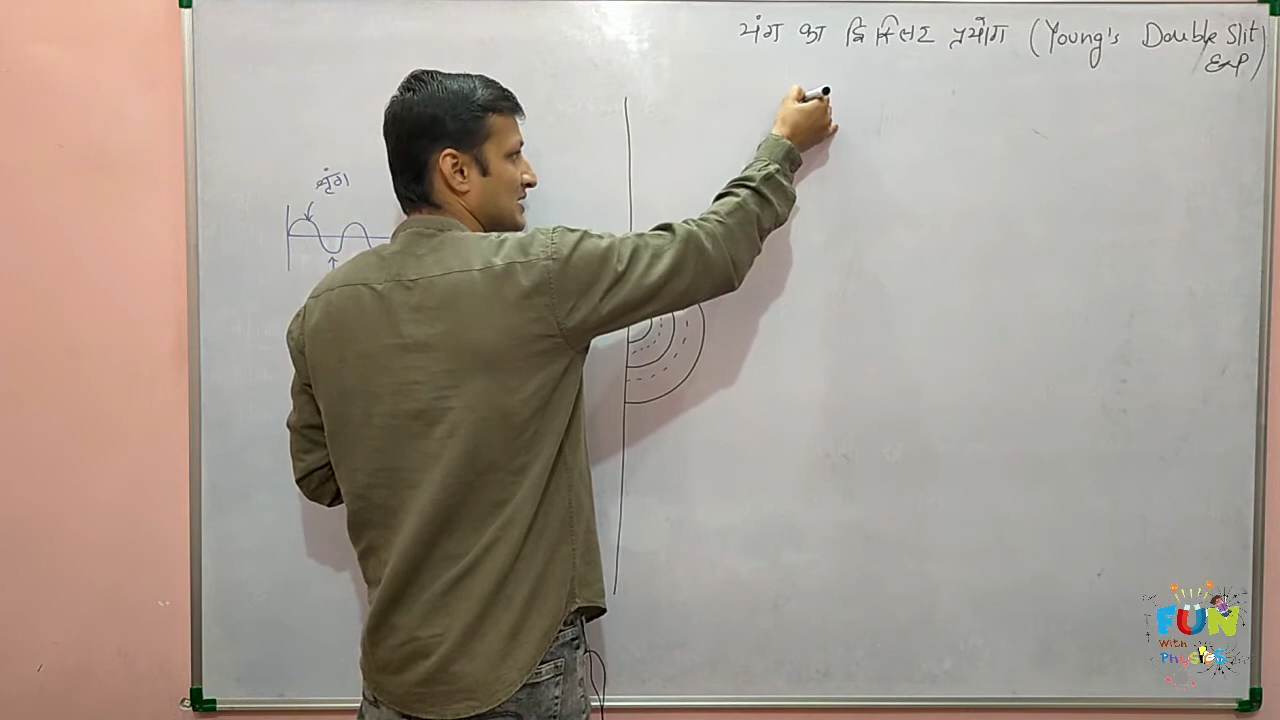 यंग का द्वि स्लिट प्रयोग (Young's Double Slit
Exp)
श्रृंग
FUN
With
Physics